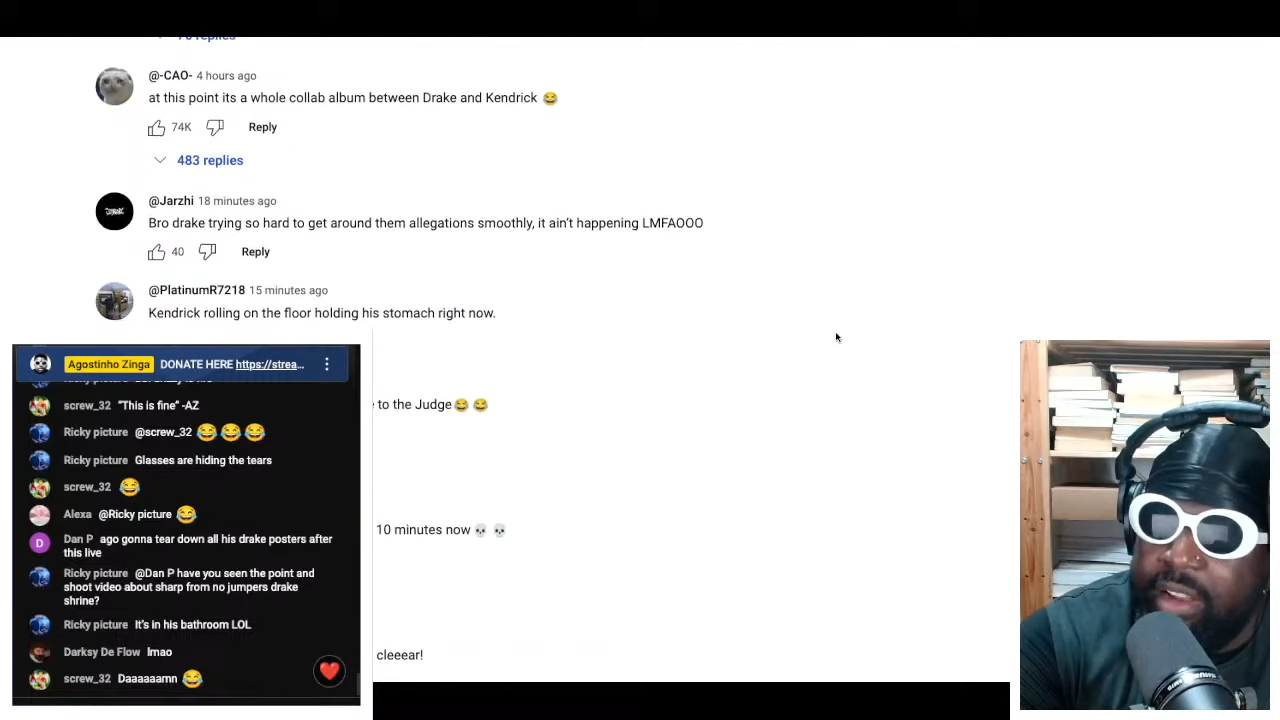 70 replies
@-CAO- 4 hours ago
at this point its a whole collab album between Drake and Kendrick 😂
74K Reply
483 replies
@Jarzhi 18 minutes ago
Bro drake trying so hard to get around them allegations smoothly, it ain't happening LMFAOOO
40 Reply
@PlatinumR7218 15 minutes ago
Kendrick rolling on the floor holding his stomach right now.
to the Judge😂 😂
10 minutes now 💀 💀
cleeear!
Agostinho Zinga DONATE HERE https://strea...
screw_32 "This is fine" -AZ
Ricky picture @screw_32 😂😂😂
Ricky picture Glasses are hiding the tears
screw_32 😂
Alexa @Ricky picture 😂
D Dan P ago gonna tear down all his drake posters after
this live
Ricky picture @Dan P have you seen the point and
shoot video about sharp from no jumpers drake
shrine?
Ricky picture It's in his bathroom LOL
Darksy De Flow lmao
screw_32 Daaaaaamn 😂